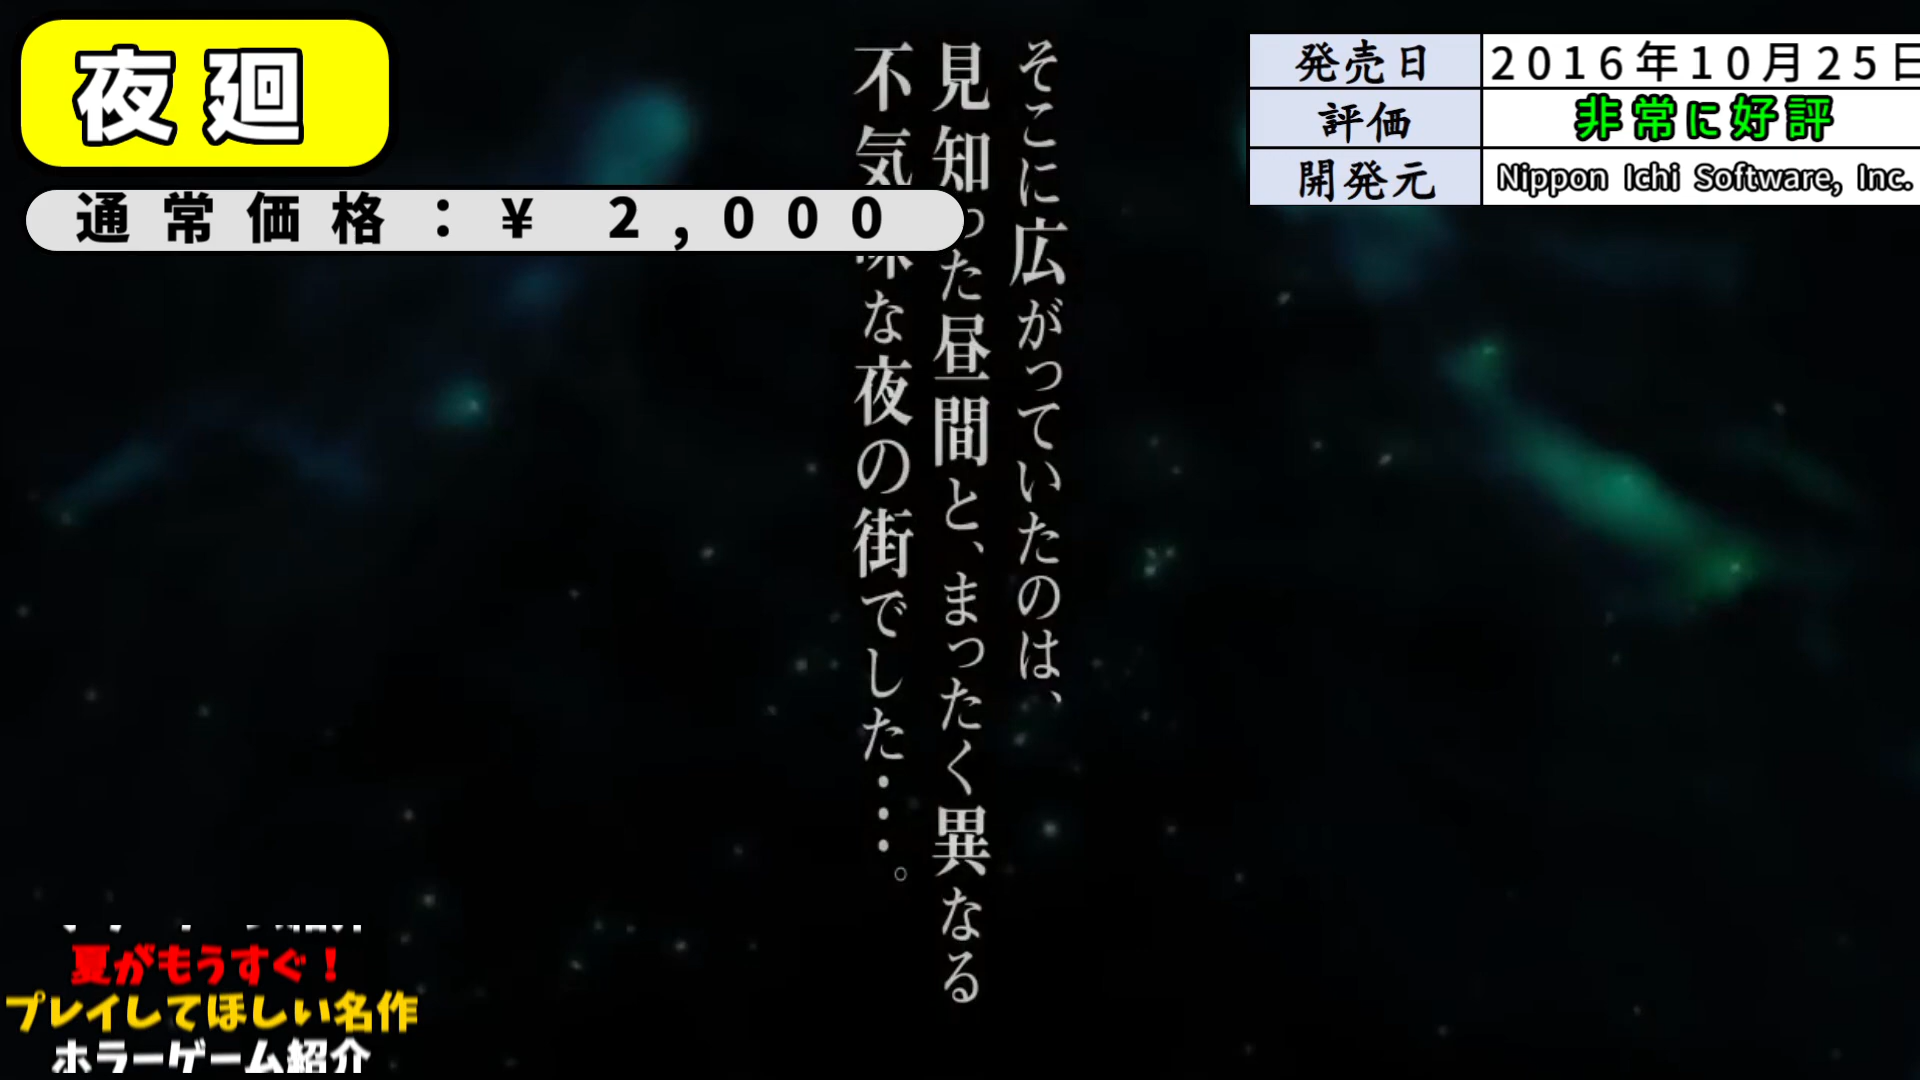 夜廻
通常価格：¥ 2,000
発売日 2016年10月25日
評価 非常に好評
開発元 Nippon Ichi Software, Inc.
そこに広がっていたのは、
見知った昼間と、まったく異なる
不気味な夜の街でした…。
夏がもうすぐ！
プレイしてほしい名作
ホラーゲーム紹介